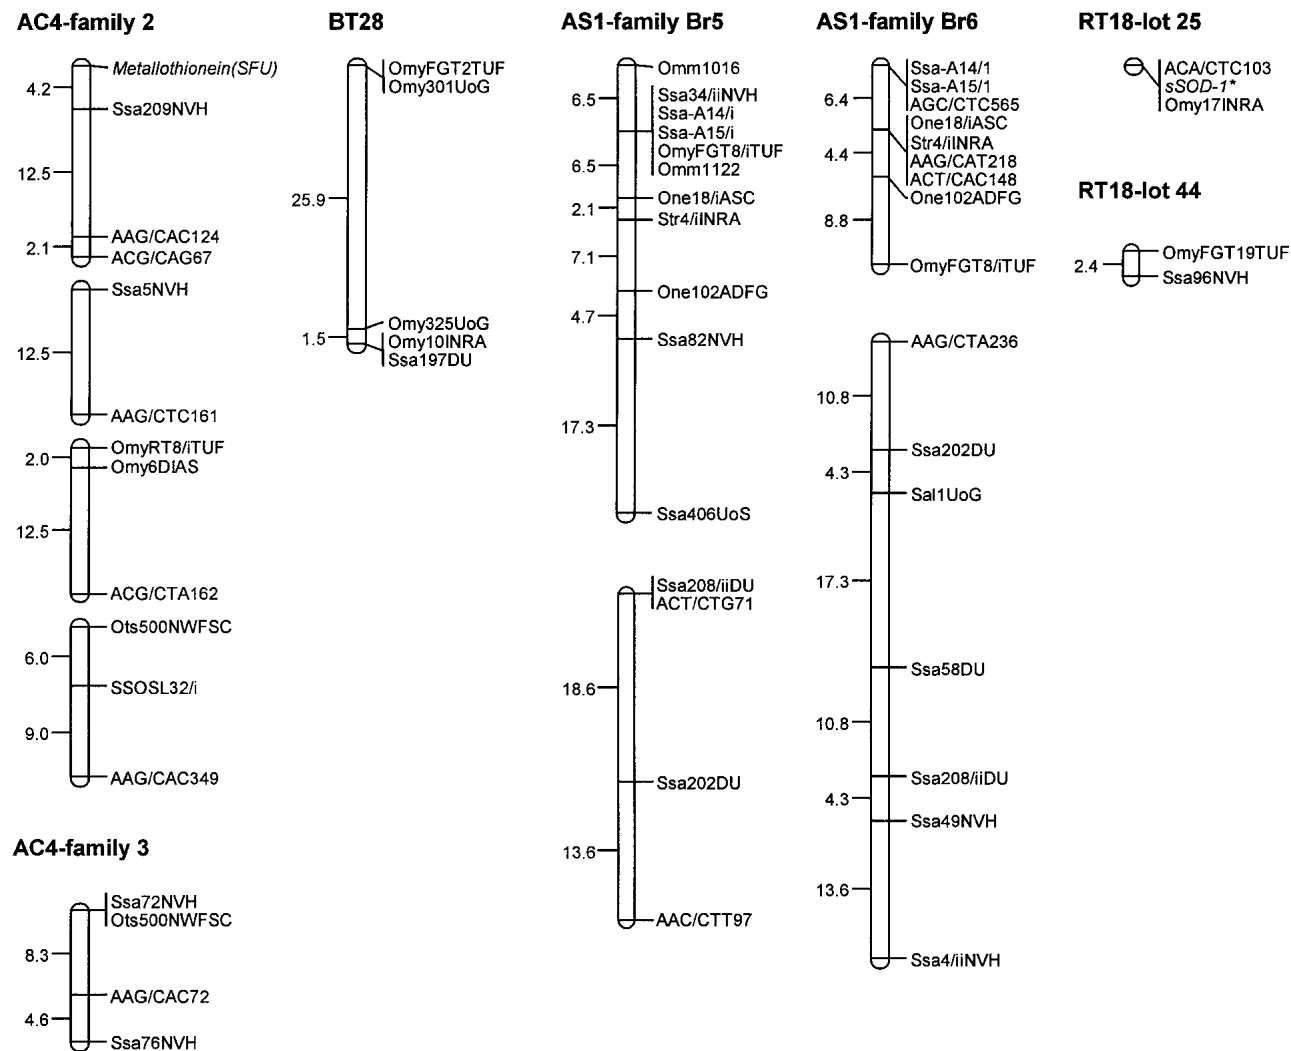 AC4-family 2
Metallothionein(SFU)
4.2
Ssa209NVH
12.5
AAG/CAC124
2.1
ACG/CAG67
Ssa5NVH
12.5
AAG/CTC161
OmyRT8/iTUF
2.0
Omy6DIAS
12.5
ACG/CTA162
Ots500NWFSC
6.0
SSOSL32/i
9.0
AAG/CAC349
AC4-family 3
Ssa72NVH
Ots500NWFSC
8.3
AAG/CAC72
4.6
Ssa76NVH
BT28
OmyFGT2TUF
Omy301UoG
25.9
Omy325UoG
1.5
Omy10INRA
Ssa197DU
AS1-family Br5
Omm1016
6.5
Ssa34/iiNVH
Ssa-A14/i
Ssa-A15/i
OmyFGT8/iTUF
6.5
Omm1122
One18/iASC
2.1
Str4/iINRA
7.1
One102ADFG
4.7
Ssa82NVH
17.3
Ssa406UoS
Ssa208/iiDU
ACT/CTG71
18.6
Ssa202DU
13.6
AAC/CTT97
AS1-family Br6
Ssa-A14/1
Ssa-A15/1
6.4
AGC/CTC565
One18/iASC
Str4/iINRA
4.4
AAG/CAT218
ACT/CAC148
One102ADFG
8.8
OmyFGT8/iTUF
AAG/CTA236
10.8
Ssa202DU
4.3
Sal1UoG
17.3
Ssa58DU
10.8
Ssa208/iiDU
4.3
Ssa49NVH
13.6
Ssa4/iiNVH
RT18-lot 25
ACA/CTC103
sSOD-1*
Omy17INRA
RT18-lot 44
OmyFGT19TUF
2.4
Ssa96NVH